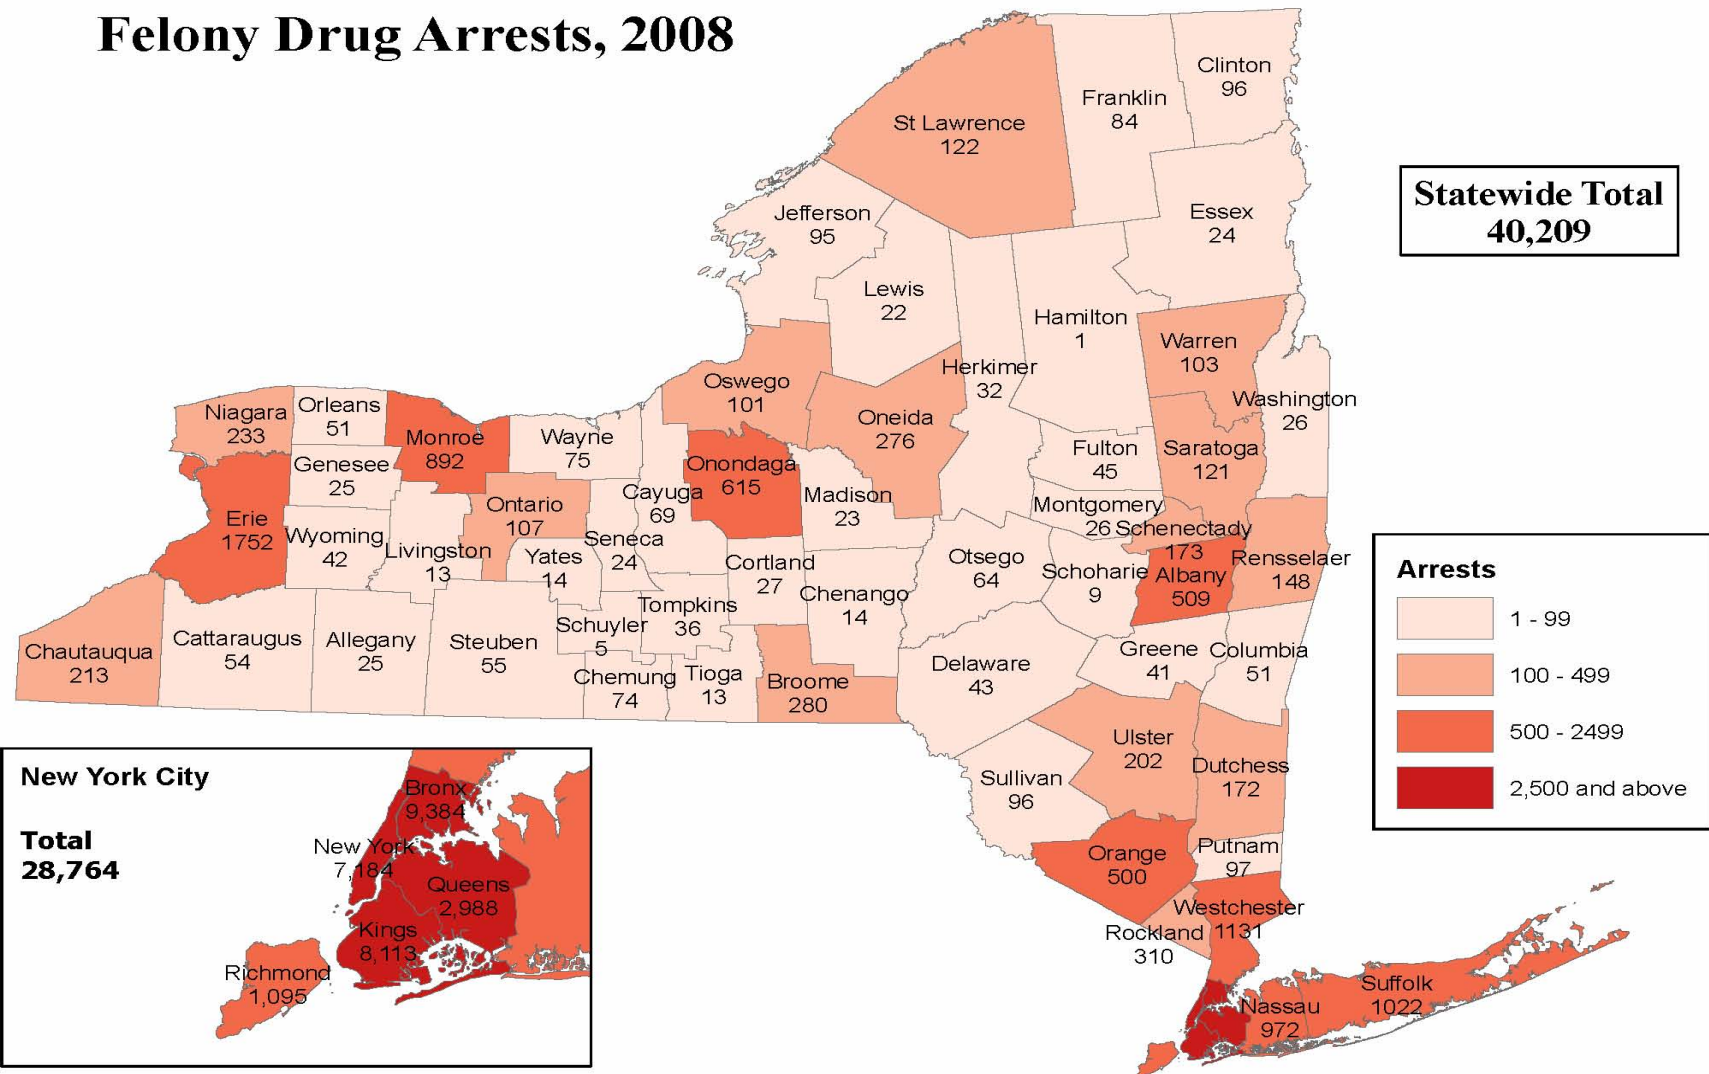 Felony Drug Arrests, 2008
Clinton
96
Franklin
84
St Lawrence
122
Statewide Total
40,209
Jefferson
95
Essex
24
Lewis
22
Hamilton
1
Warren
103
Herkimer
32
Washington
26
Oswego
101
Oneida
276
Niagara
233
Orleans
51
Monroe
892
Wayne
75
Fulton
45
Saratoga
121
Genesee
25
Onondaga
615
Cayuga
69
Madison
23
Ontario
107
Montgomery
26
Schenectady
173
Erie
1752
Wyoming
42
Livingston
13
Yates
14
Seneca
24
Cortland
27
Otsego
64
Schoharie
9
Albany
509
Rensselaer
148
Chenango
14
Tompkins
36
Schuyler
5
Chautauqua
213
Cattaraugus
54
Allegany
25
Steuben
55
Chemung
74
Tioga
13
Broome
280
Delaware
43
Greene
41
Columbia
51
Ulster
202
Dutchess
172
Sullivan
96
Orange
500
Putnam
97
Westchester
1131
Rockland
310
Suffolk
1022
Nassau
972
Arrests
1 - 99
100 - 499
500 - 2499
2,500 and above
New York City
Total
28,764
Bronx
9,384
New York
7,184
Queens
2,988
Kings
8,113
Richmond
1,095